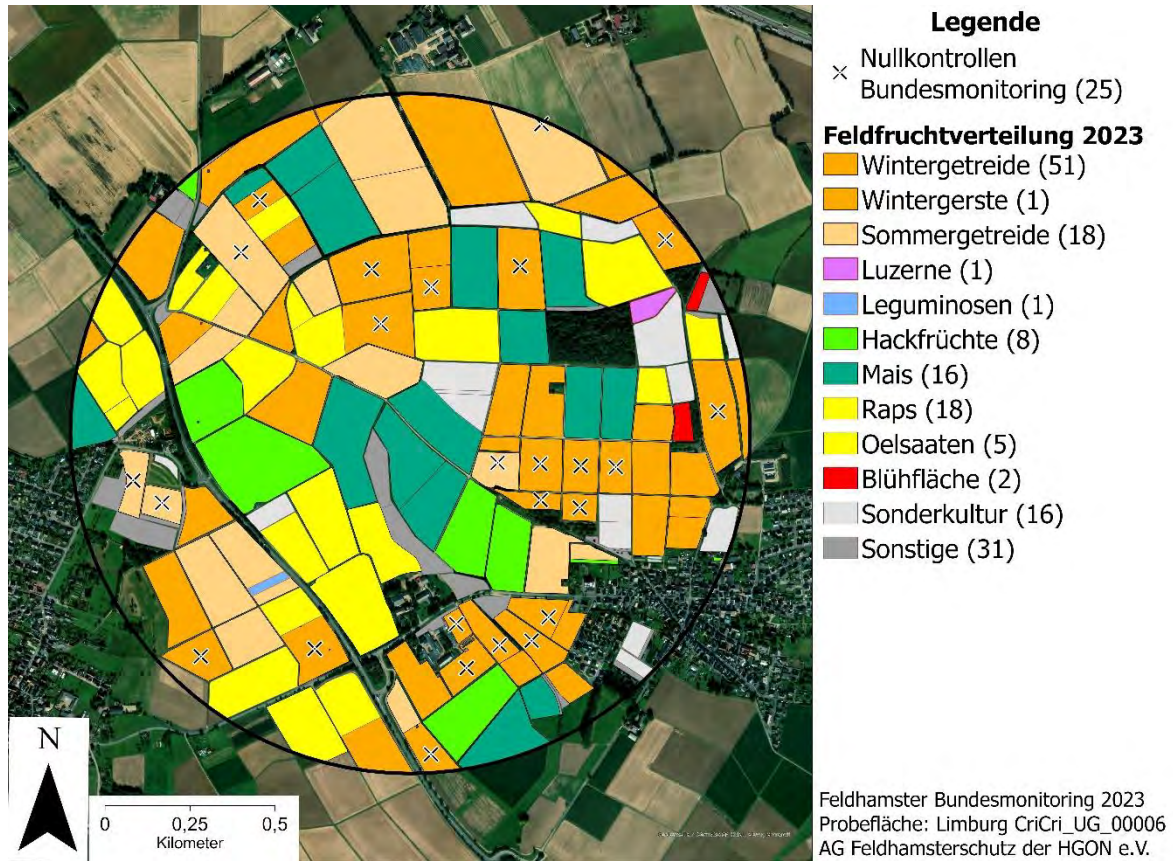 Legende
Nullkontrollen
Bundesmonitoring (25)
Feldfruchtverteilung 2023
Wintergetreide (51)
Wintergerste (1)
Sommergetreide (18)
Luzerne (1)
Leguminosen (1)
Hackfrüchte (8)
Mais (16)
Raps (18)
Oelsaaten (5)
Blühfläche (2)
Sonderkultur (16)
Sonstige (31)
N
0 0,25 0,5
Kilometer
Feldhamster Bundesmonitoring 2023
Probefläche: Limburg CriCri_UG_00006
AG Feldhamsterschutz der HGON e.V.